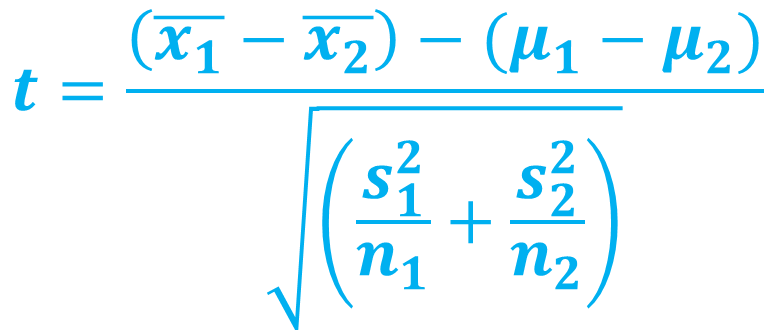 t = ((x̅₁ − x̅₂) − (μ₁ − μ₂)) / √(s₁²/n₁ + s₂²/n₂)